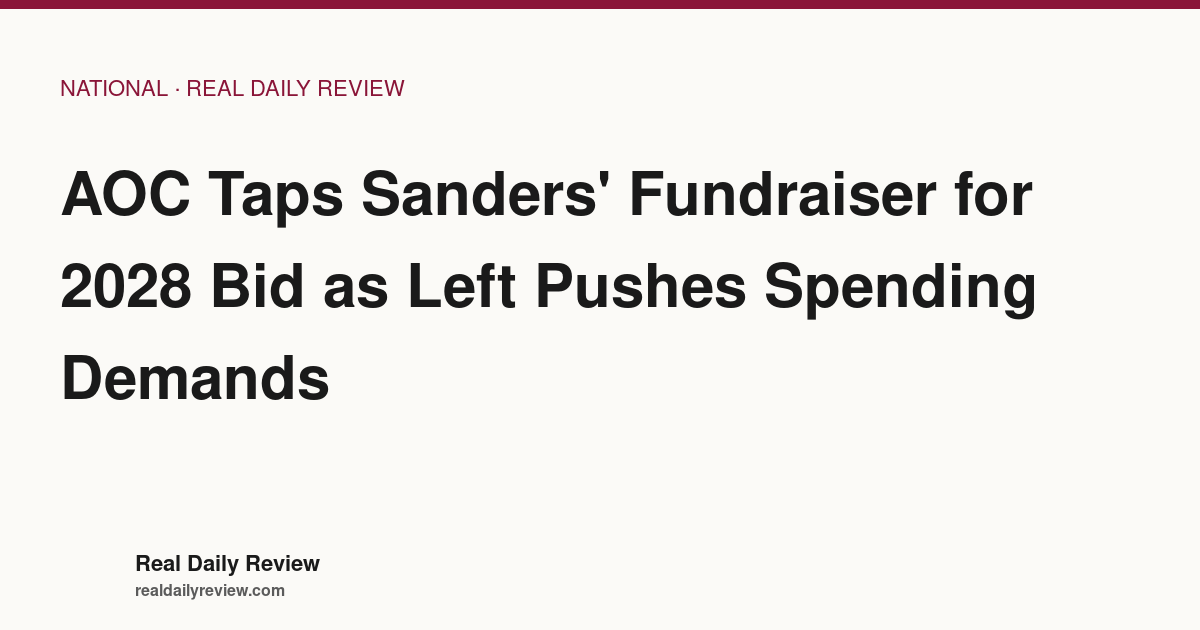 NATIONAL · REAL DAILY REVIEW
AOC Taps Sanders' Fundraiser for
2028 Bid as Left Pushes Spending
Demands
Real Daily Review
realdailyreview.com